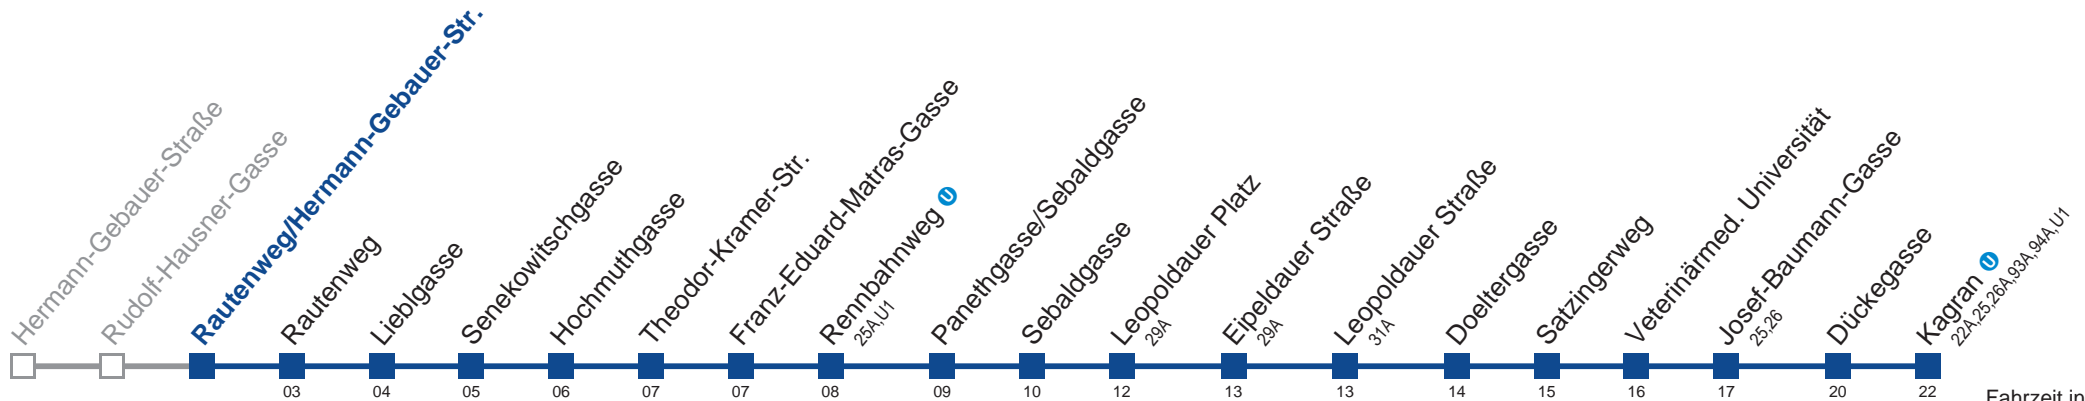 Hermann-Gebauer-Straße
Rudolf-Hausner-Gasse
Rautenweg/Hermann-Gebauer-Str.
Rautenweg
Lieblgasse
Senekowitschgasse
Hochmuthgasse
Theodor-Kramer-Str.
Franz-Eduard-Matras-Gasse
Rennbahnweg U
25A,U1
Panethgasse/Sebaldgasse
Sebaldgasse
Leopoldauer Platz
29A
Eipeldauer Straße
29A
Leopoldauer Straße
31A
Doeltergasse
Satzingerweg
Veterinärmed. Universität
Josef-Baumann-Gasse
25,26
Dückegasse
Kagran U
22A,25,26A,93A,94A,U1
03 04 05 06 07 07 08 09 10 12 13 13 14 15 16 17 20 22
Fahrzeit in